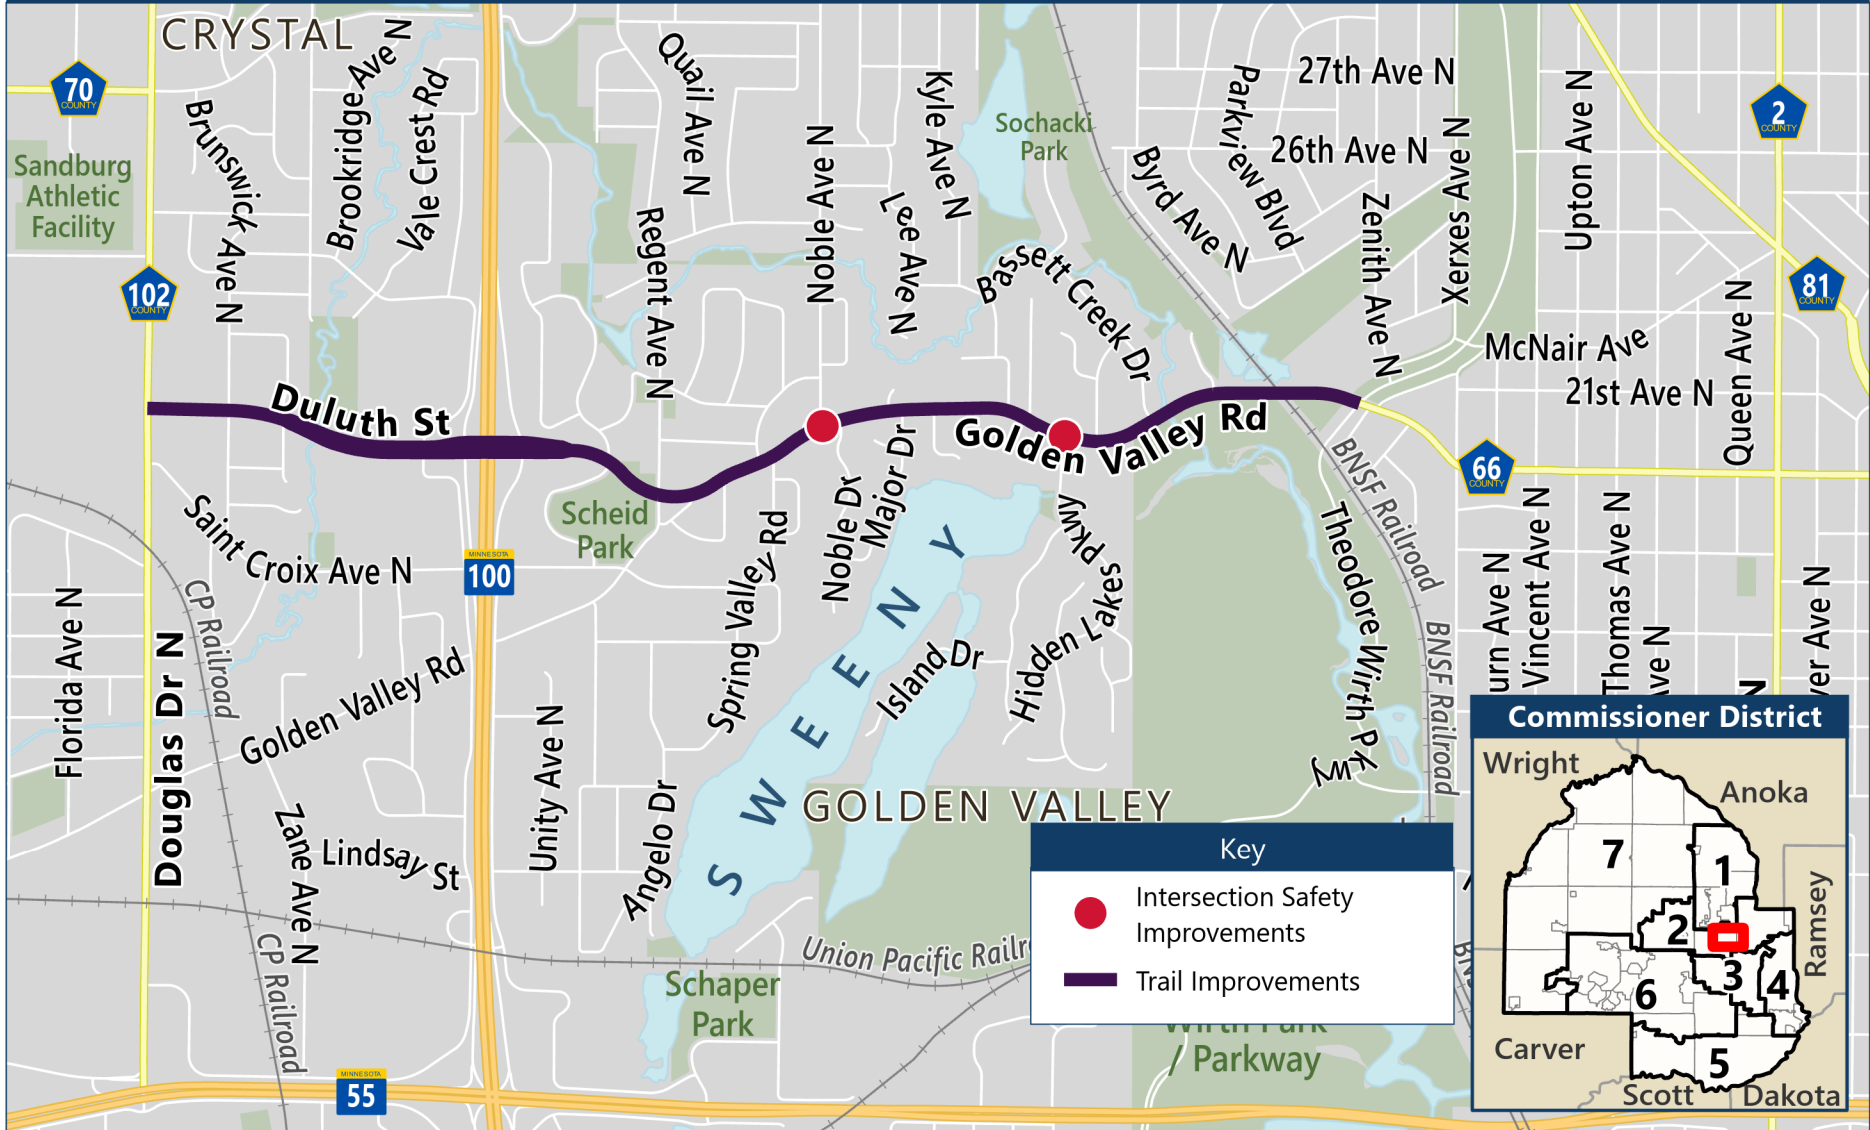 CRYSTAL
70
COUNTY
Sandburg
Athletic
Facility
Brunswick Ave N
Brookridge Ave N
Vale Crest Rd
Quail Ave N
Regent Ave N
Noble Ave N
Kyle Ave N
Lee Ave N
Sochacki
Park
Bassett Creek Dr
Byrd Ave N
Parkview Blvd
27th Ave N
26th Ave N
Zenith Ave N
Xerxes Ave N
Upton Ave N
2
COUNTY
81
COUNTY
McNair Ave
21st Ave N
Queen Ave N
102
COUNTY
Duluth St
Golden Valley Rd
66
COUNTY
Scheid
Park
Saint Croix Ave N
MINNESOTA
100
Spring Valley Rd
Noble Dr
Major Dr
SWEENY
Island Dr
Hidden Lakes Pkwy
BNSF Railroad
Theodore Wirth Pkwy
BNSF Railroad
urn Ave N
Vincent Ave N
Thomas Ave N
Ave N
N
ver Ave N
Florida Ave N
Douglas Dr N
CP Railroad
Golden Valley Rd
Zane Ave N
Lindsay St
Unity Ave N
Angelo Dr
GOLDEN VALLEY
CP Railroad
Union Pacific Railr
Schaper
Park
Wirth Park
/ Parkway
MINNESOTA
55
Key
Intersection Safety
Improvements
Trail Improvements
Commissioner District
Wright
Anoka
Ramsey
Carver
Scott
Dakota
7
1
2
3
4
6
5